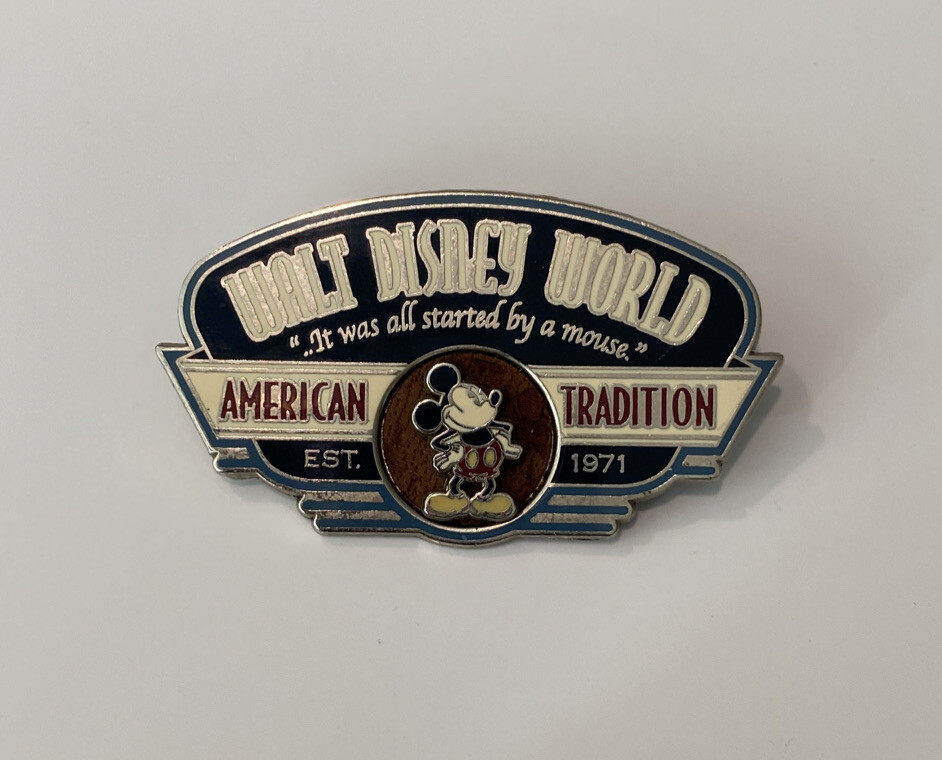 WALT DISNEY WORLD
"..It was all started by a mouse."
AMERICAN TRADITION
EST. 1971